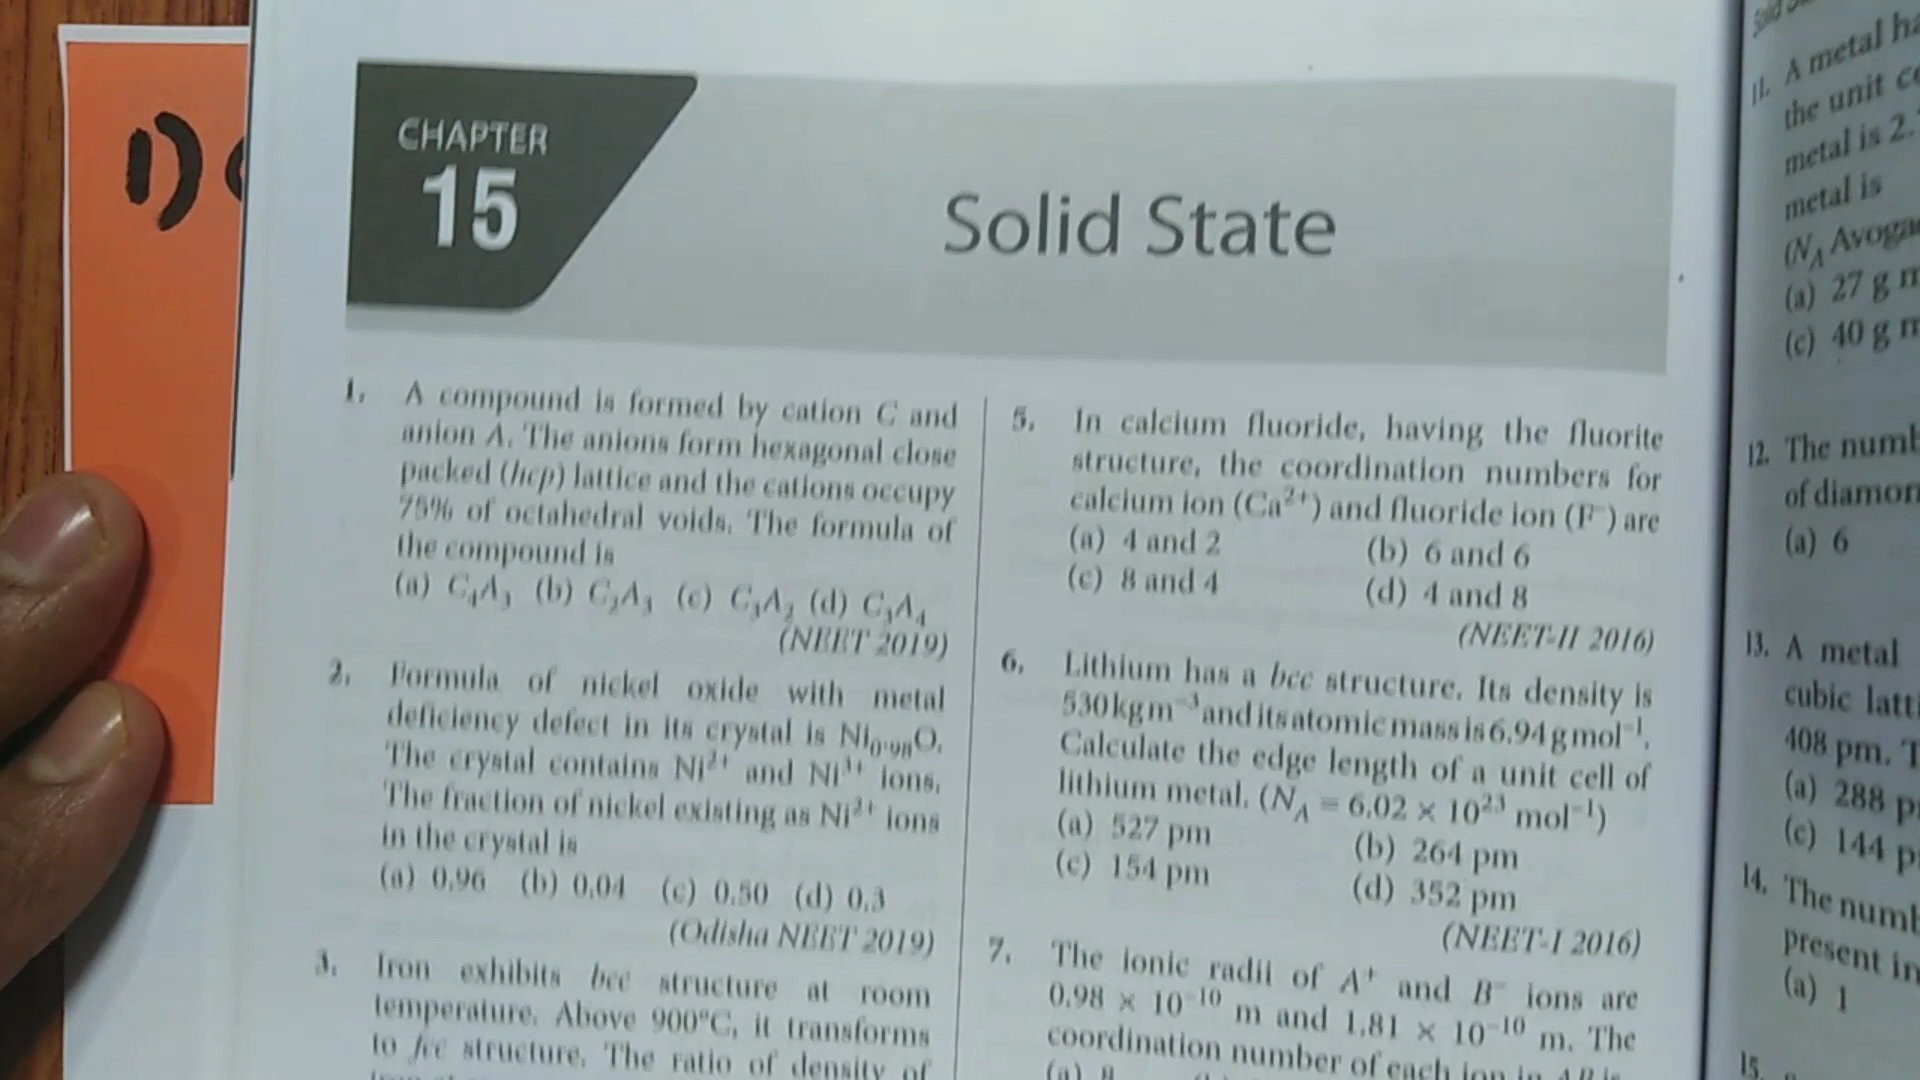 1)
CHAPTER
15
Solid State
1. A compound is formed by cation C and
anion A. The anions form hexagonal close
packed (hcp) lattice and the cations occupy
75% of octahedral voids. The formula of
the compound is
(a) C₄A₃ (b) C₂A₃ (c) C₃A₂ (d) C₃A₄
(NEET 2019)
2. Formula of nickel oxide with metal
deficiency defect in its crystal is Ni₀.₉₈O.
The crystal contains Ni²⁺ and Ni³⁺ ions.
The fraction of nickel existing as Ni²⁺ ions
in the crystal is
(a) 0.96 (b) 0.04 (c) 0.50 (d) 0.3
(Odisha NEET 2019)
3. Iron exhibits bcc structure at room
temperature. Above 900°C, it transforms
to fcc structure. The ratio of density of
5. In calcium fluoride, having the fluorite
structure, the coordination numbers for
calcium ion (Ca²⁺) and fluoride ion (F⁻) are
(a) 4 and 2 (b) 6 and 6
(c) 8 and 4 (d) 4 and 8
(NEET-II 2016)
6. Lithium has a bcc structure. Its density is
530 kg m⁻³ and its atomic mass is 6.94 g mol⁻¹.
Calculate the edge length of a unit cell of
lithium metal. (N_A = 6.02 × 10²³ mol⁻¹)
(a) 527 pm (b) 264 pm
(c) 154 pm (d) 352 pm
(NEET-I 2016)
7. The ionic radii of A⁺ and B⁻ ions are
0.98 × 10⁻¹⁰ m and 1.81 × 10⁻¹⁰ m. The
coordination number of each ion in AB is
(a) 8
11. A metal ha
the unit ce
metal is 2.
metal is
(N_A Avoga
(a) 27 g m
(c) 40 g m
12. The numb
of diamon
(a) 6
13. A metal
cubic latti
408 pm. T
(a) 288 p
(c) 144 p
14. The numb
present in
(a) 1
15.